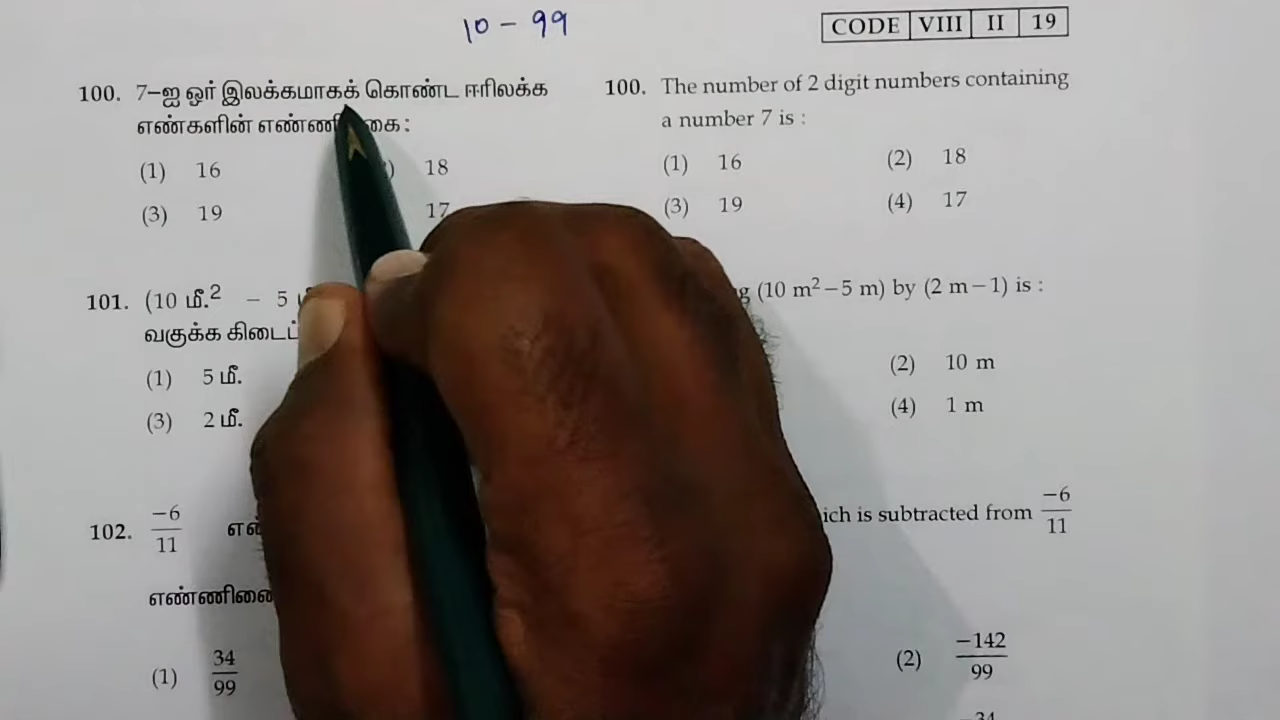 10 - 99
CODE VIII II 19
100. 7-ஐ ஓர் இலக்கமாகக் கொண்ட ஈரிலக்க
எண்களின்
(1) 16
18
(3) 19
17
100. The number of 2 digit numbers containing
a number 7 is :
(1) 16 (2) 18
(3) 19 (4) 17
101. (10 மீ.² - 5
வகுக்க
(1) 5 மீ.
(3) 2 மீ.
(10 m² - 5 m) by (2 m - 1) is :
(2) 10 m
(4) 1 m
102. -6/11
(1) 34/99
is subtracted from -6/11
(2) -142/99